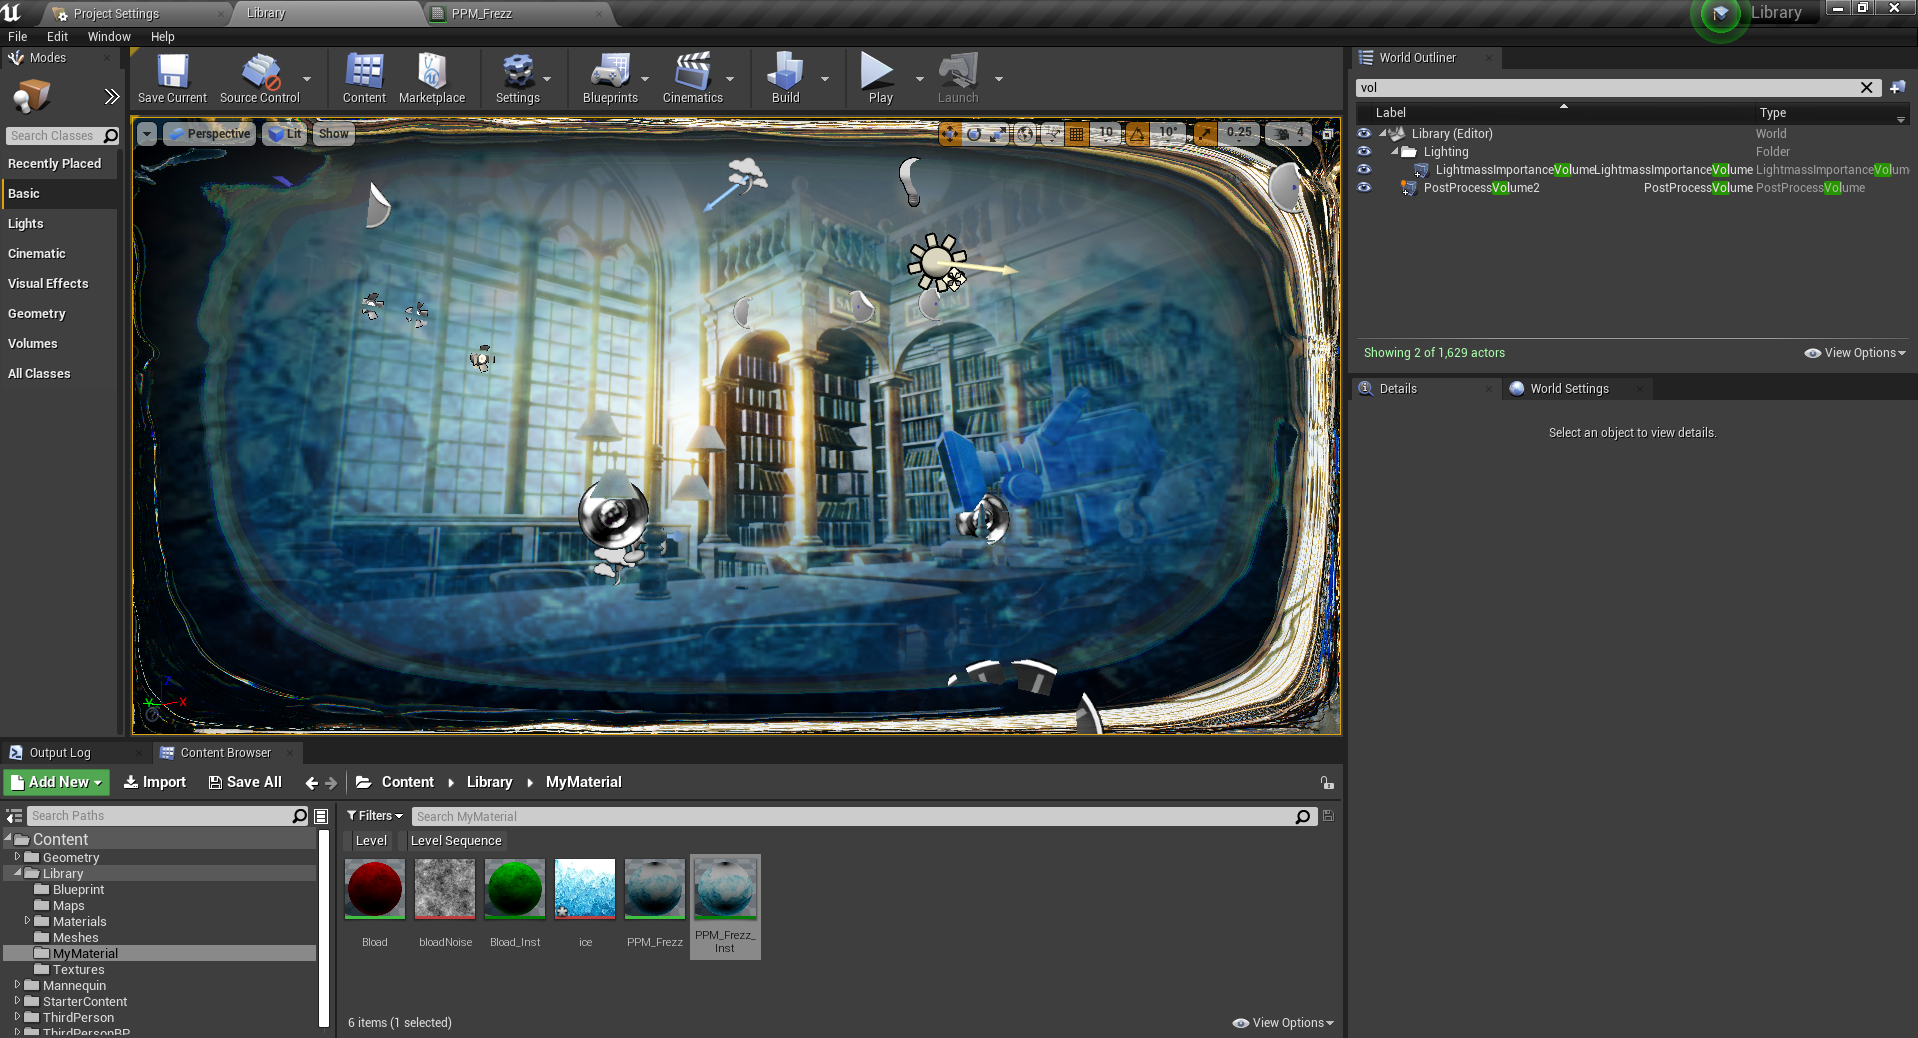 Project Settings
Library
PPM_Frezz
Library
File Edit Window Help
Modes
Search Classes
Recently Placed
Basic
Lights
Cinematic
Visual Effects
Geometry
Volumes
All Classes
Save Current
Source Control
Content
Marketplace
Settings
Blueprints
Cinematics
Build
Play
Launch
Perspective
Lit
Show
10
10°
0.25
4
World Outliner
vol
Label Type
Library (Editor) World
Lighting Folder
LightmassImportanceVolumeLightmassImportanceVolume LightmassImportanceVolum
PostProcessVolume2 PostProcessVolume PostProcessVolume
Showing 2 of 1,629 actors
View Options
Details
World Settings
Select an object to view details.
Z
Y
X
Output Log
Content Browser
Add New
Import
Save All
Content
Library
MyMaterial
Search Paths
Content
Geometry
Library
Blueprint
Maps
Materials
Meshes
MyMaterial
Textures
Mannequin
StarterContent
ThirdPerson
ThirdPersonBP
Filters
Search MyMaterial
Level
Level Sequence
Bload
bloadNoise
Bload_Inst
ice
PPM_Frezz
PPM_Frezz_
Inst
6 items (1 selected)
View Options